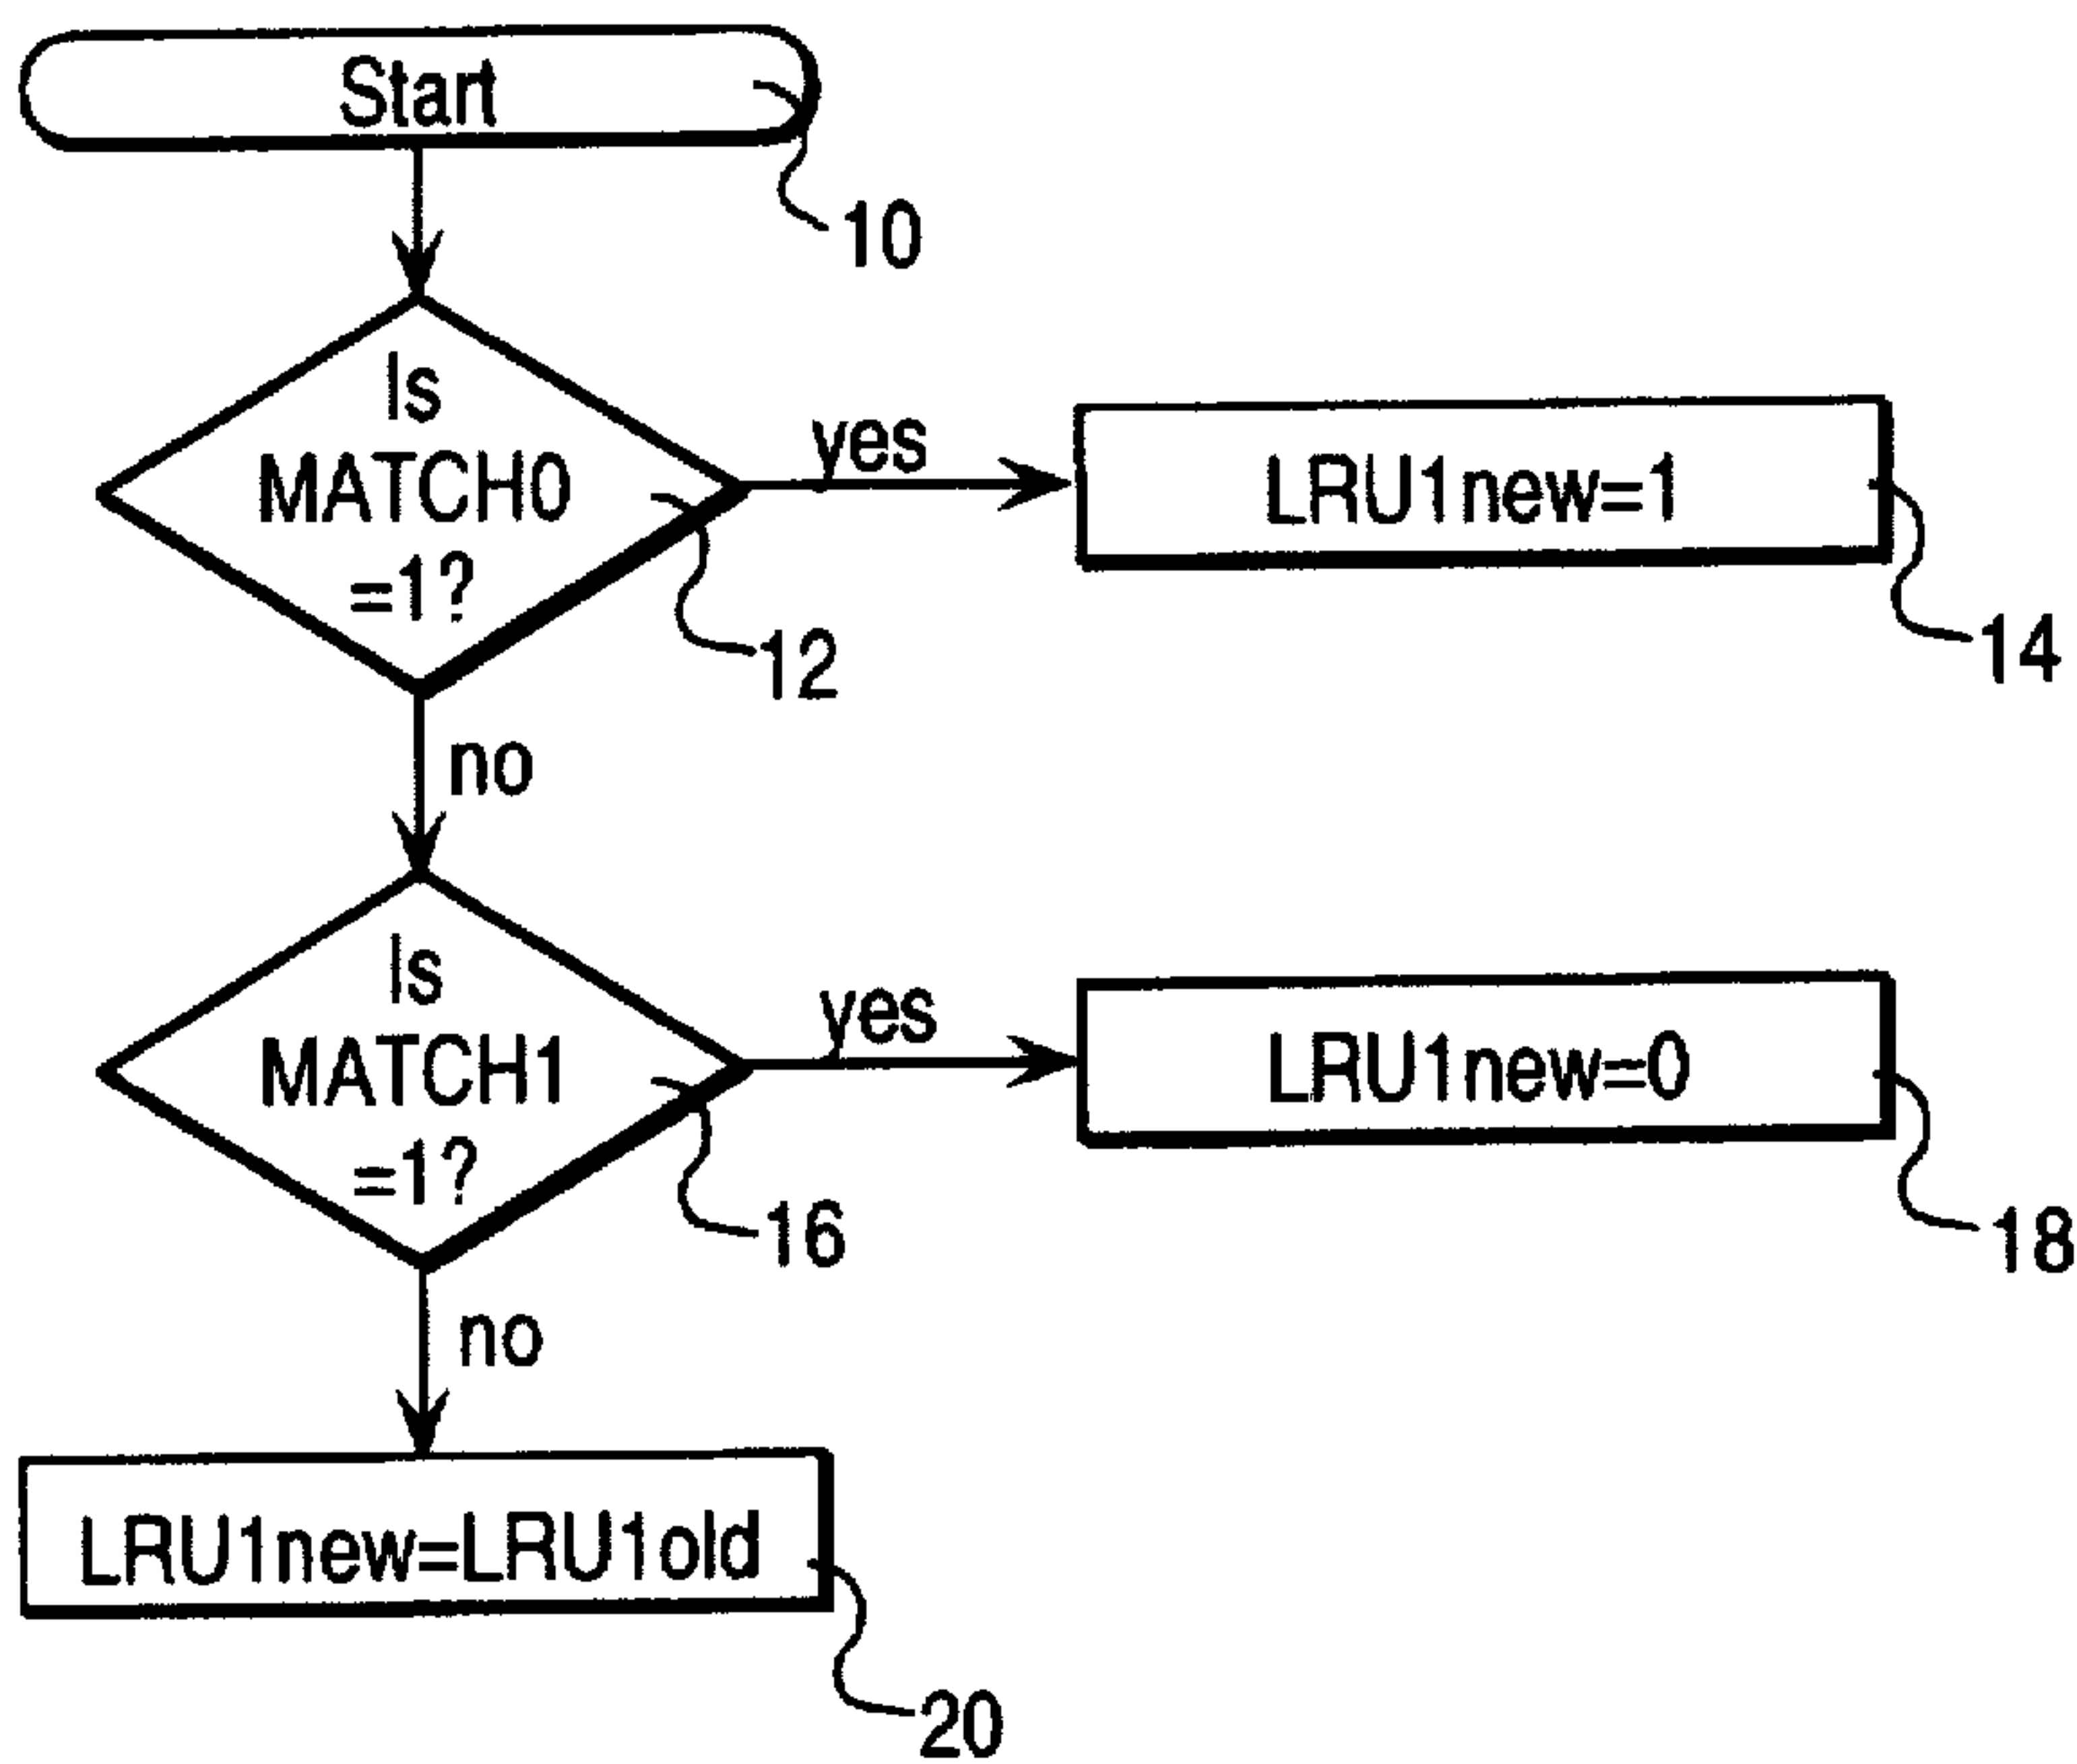 Start
10
Is
MATCH0
=1?
yes
LRU1new=1
12
14
no
Is
MATCH1
=1?
yes
LRU1new=0
16
18
no
LRU1new=LRU1old
20